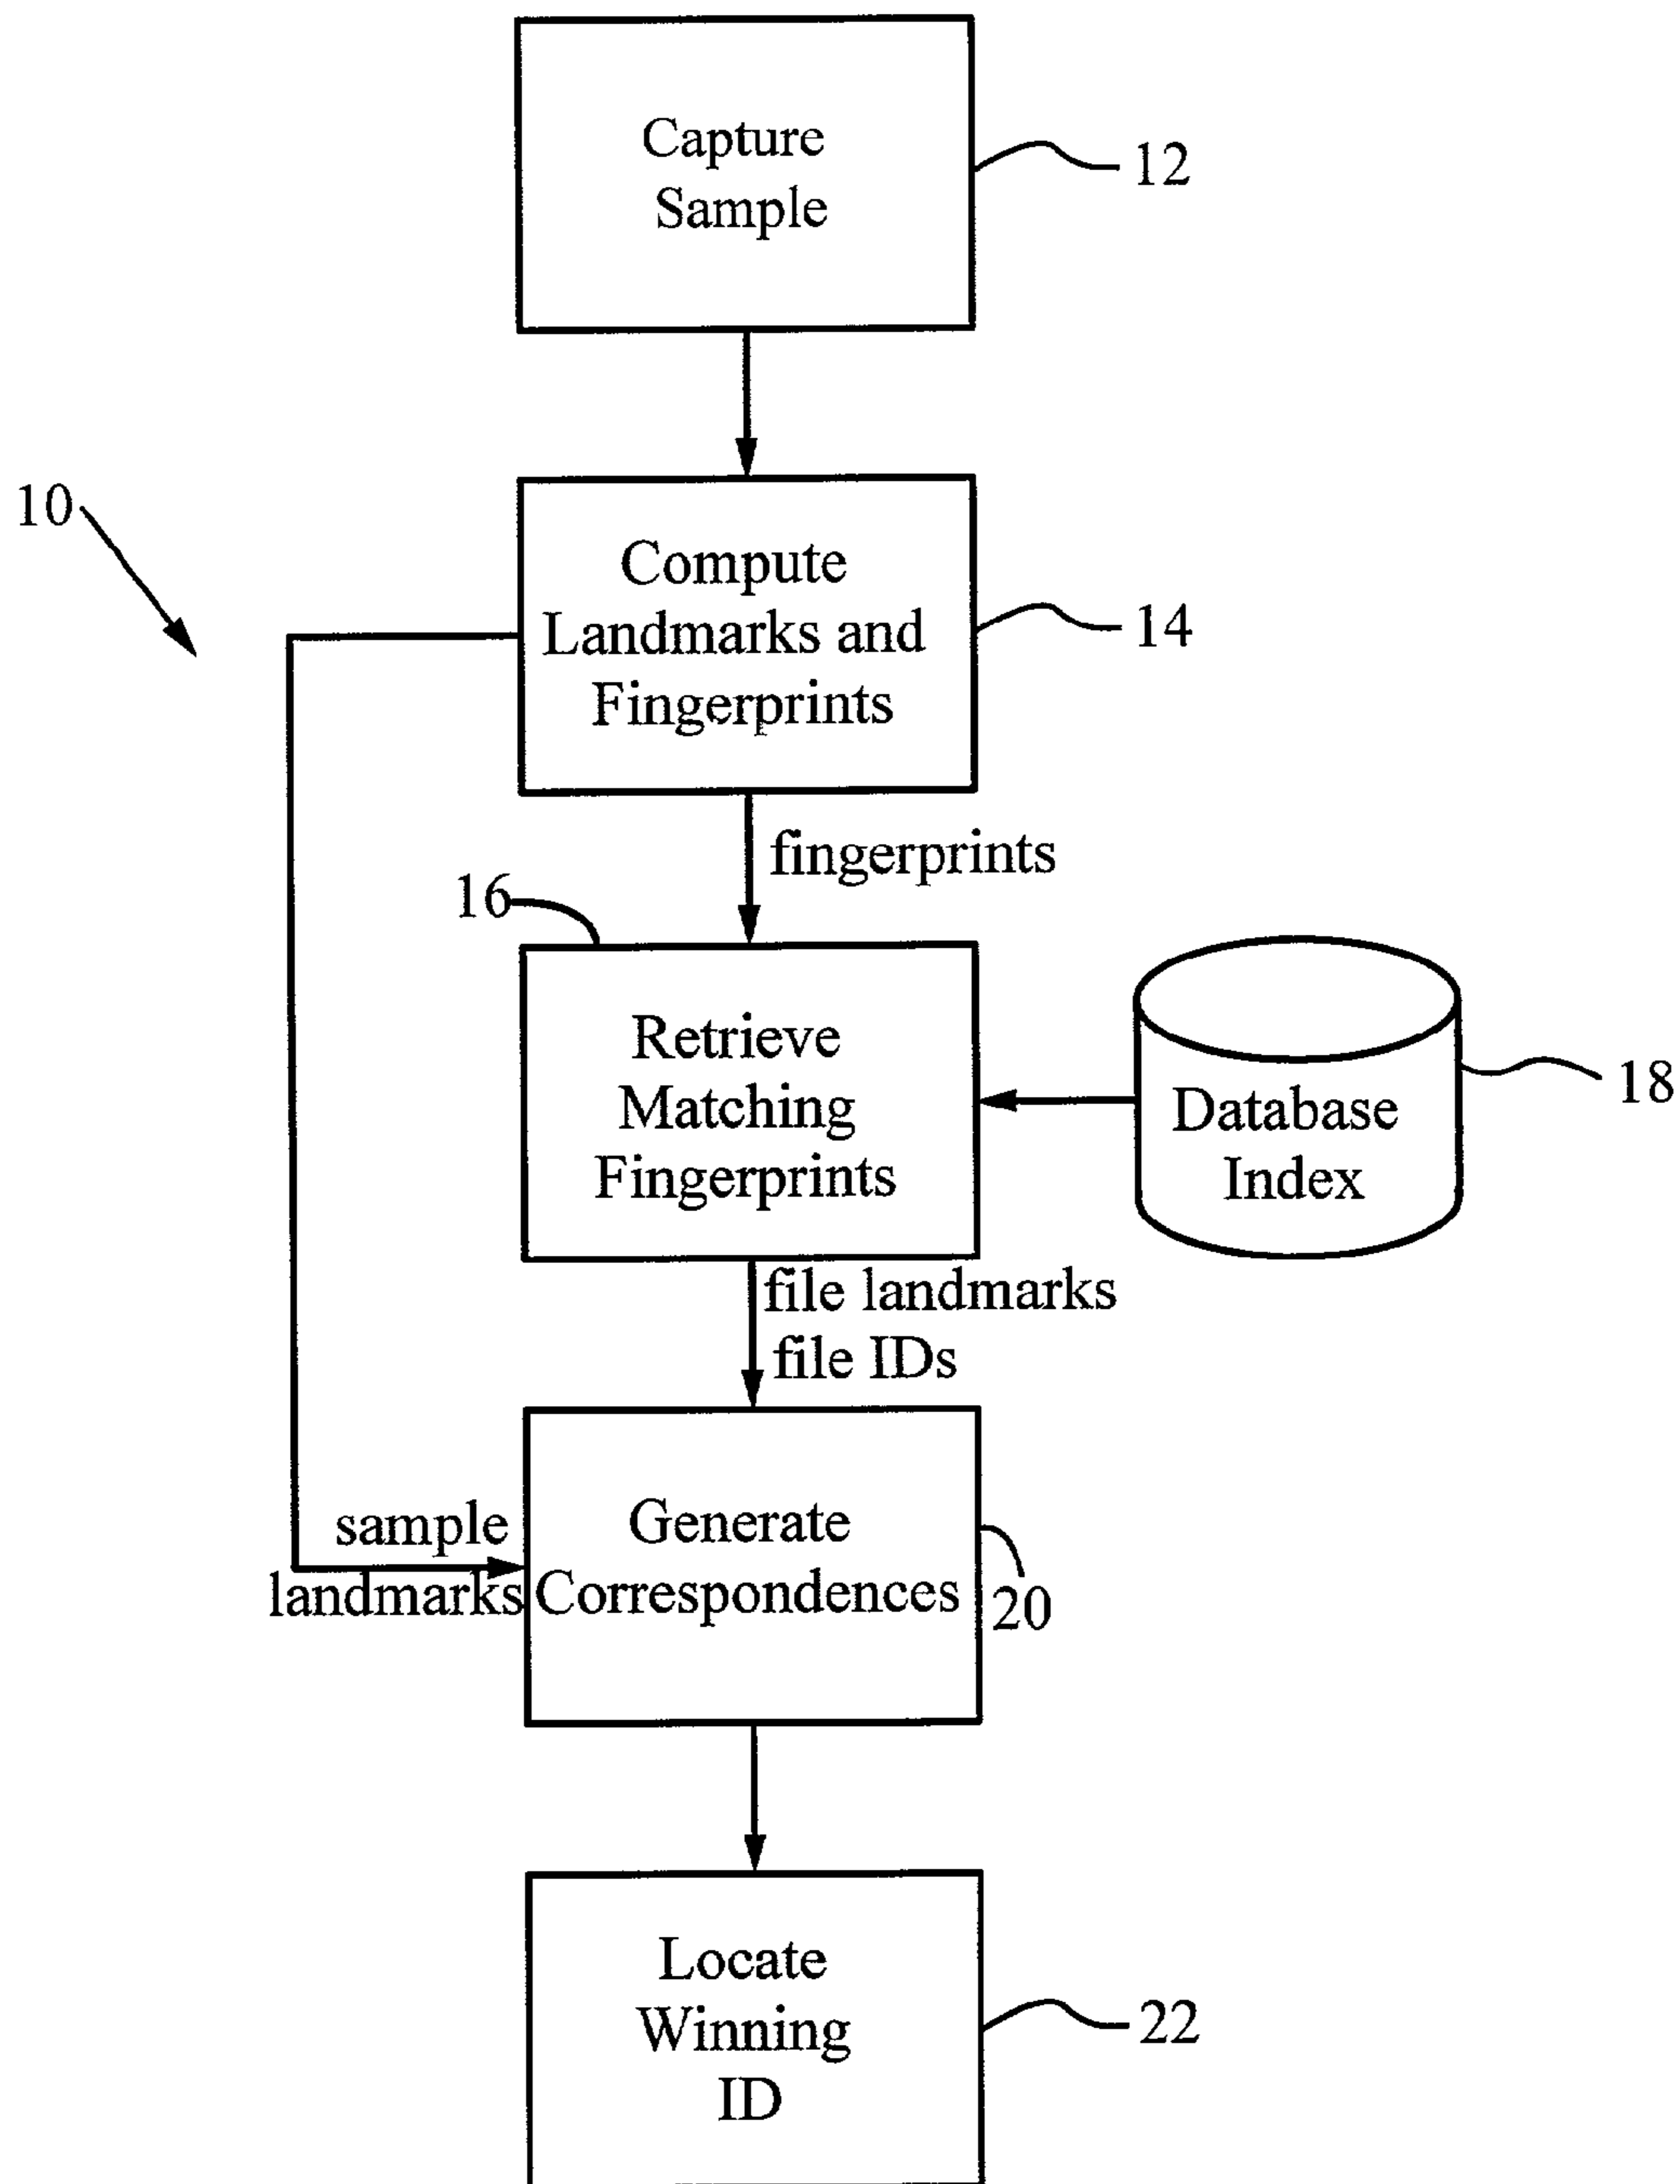 Capture
Sample
12
10
Compute
Landmarks and
Fingerprints
14
fingerprints
16
Retrieve
Matching
Fingerprints
Database
Index
18
file landmarks
file IDs
sample
landmarks
Generate
Correspondences
20
Locate
Winning
ID
22